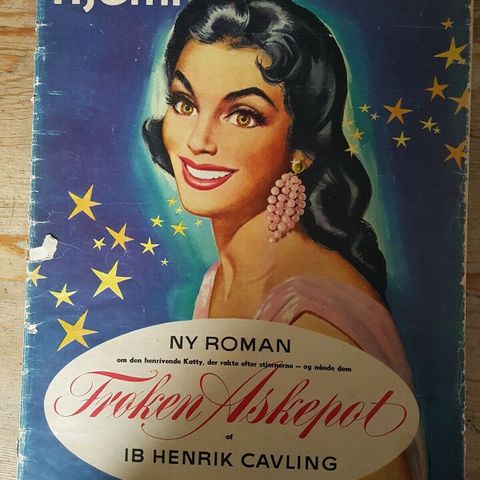 Hjem
NY ROMAN
om den henrivende Katty, der rakte efter stjernerne – og nåede dem
Frøken Askepot
af
IB HENRIK CAVLING